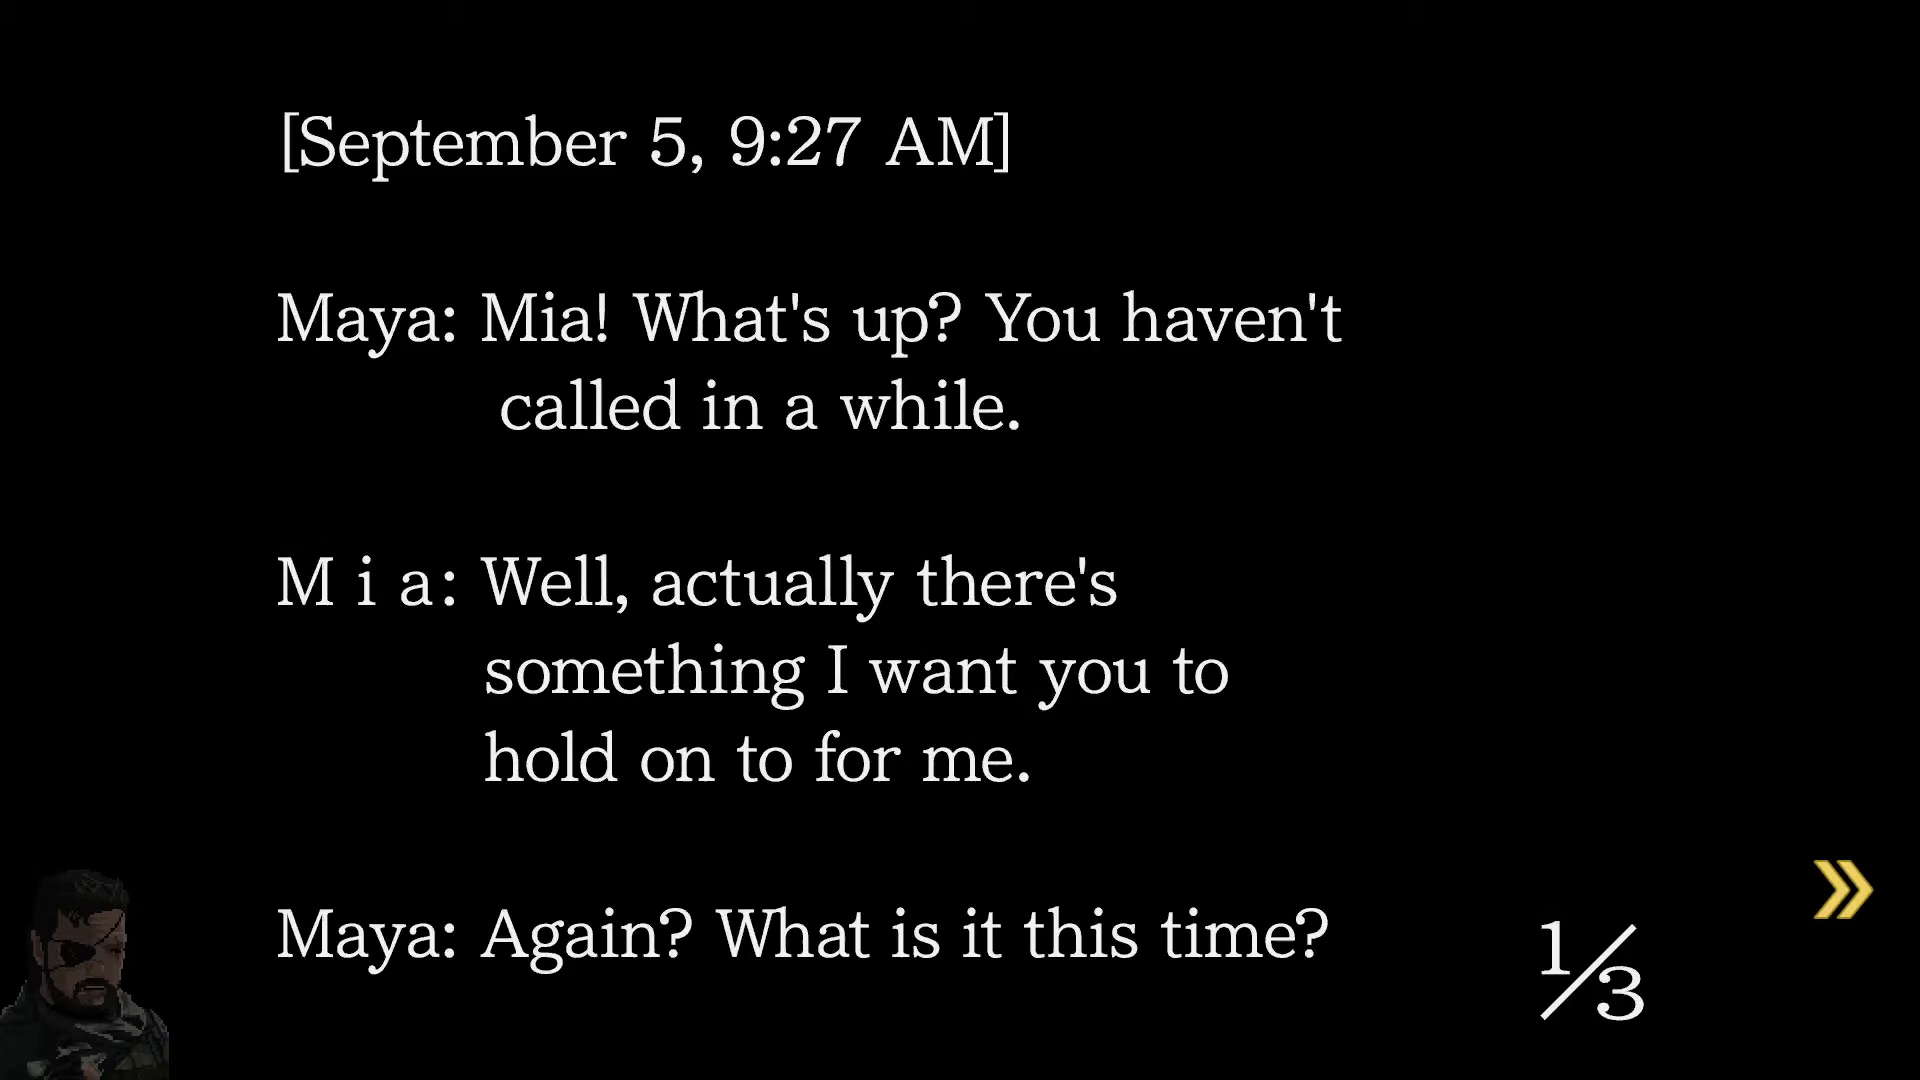 [September 5, 9:27 AM]
Maya: Mia! What's up? You haven't
called in a while.
M i a: Well, actually there's
something I want you to
hold on to for me.
Maya: Again? What is it this time?
1/3